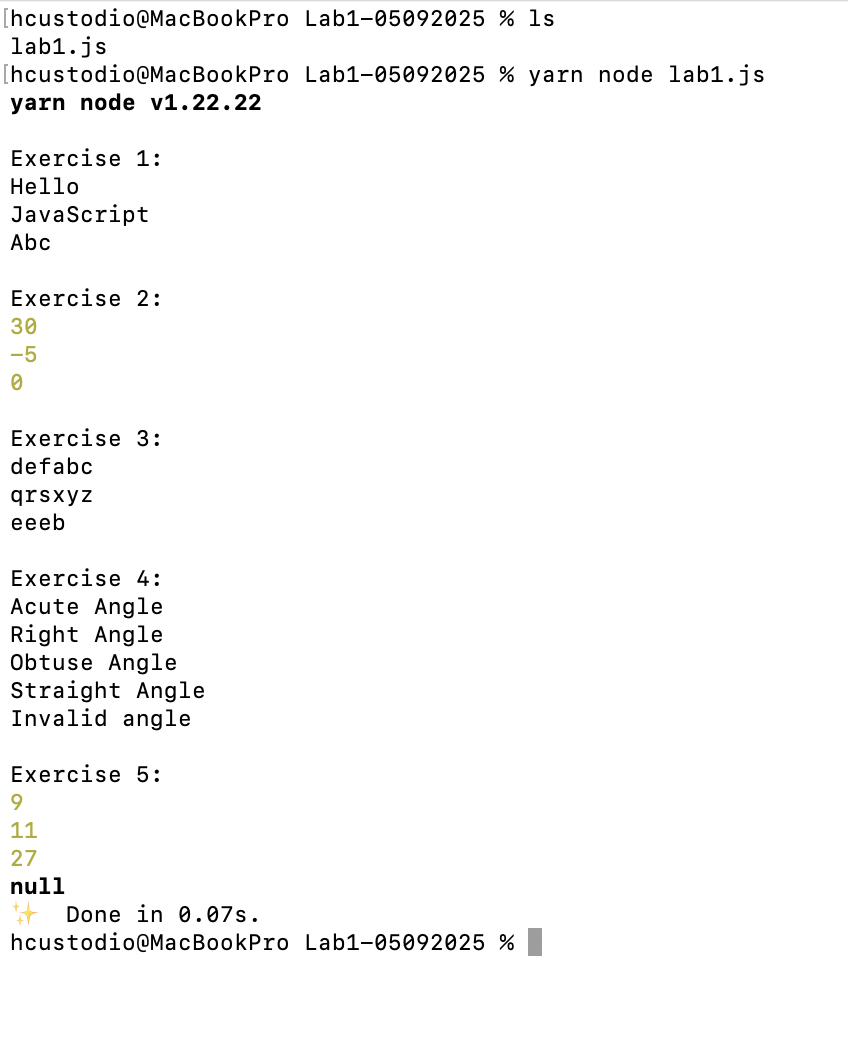 [hcustodio@MacBookPro Lab1-05092025 % ls
lab1.js
[hcustodio@MacBookPro Lab1-05092025 % yarn node lab1.js
yarn node v1.22.22
Exercise 1:
Hello
JavaScript
Abc
Exercise 2:
30
-5
0
Exercise 3:
defabc
qrsxyz
eeeb
Exercise 4:
Acute Angle
Right Angle
Obtuse Angle
Straight Angle
Invalid angle
Exercise 5:
9
11
27
null
✨  Done in 0.07s.
hcustodio@MacBookPro Lab1-05092025 %